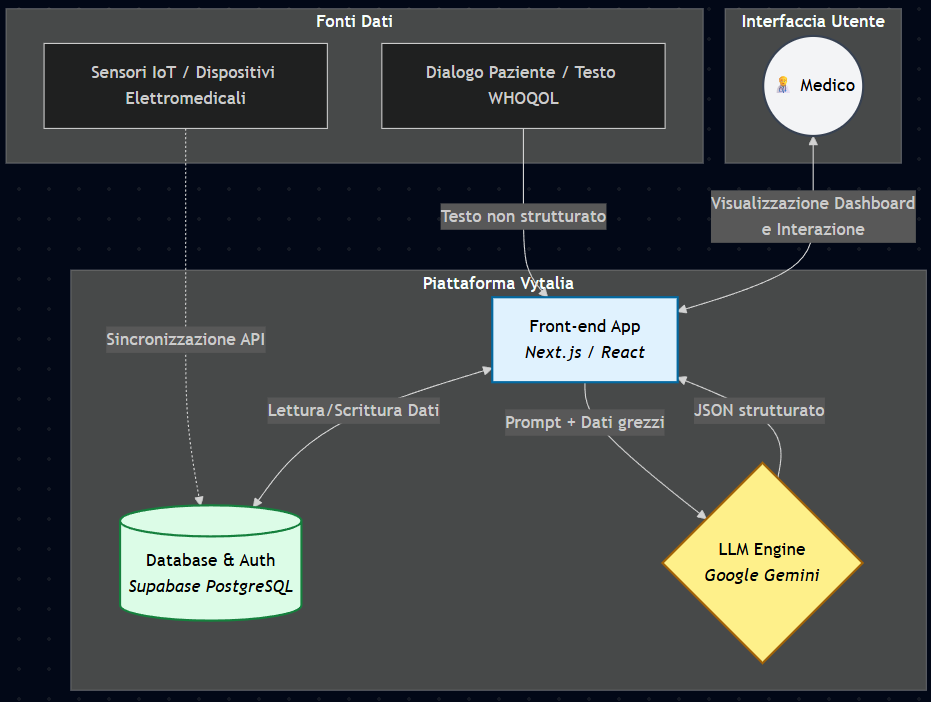 Fonti Dati
Interfaccia Utente
Sensori IoT / Dispositivi
Elettromedicali
Dialogo Paziente / Testo
WHOQOL
Medico
Testo non strutturato
Visualizzazione Dashboard
e Interazione
Piattaforma Vytalia
Front-end App
Next.js / React
Sincronizzazione API
Lettura/Scrittura Dati
Prompt + Dati grezzi
JSON strutturato
Database & Auth
Supabase PostgreSQL
LLM Engine
Google Gemini